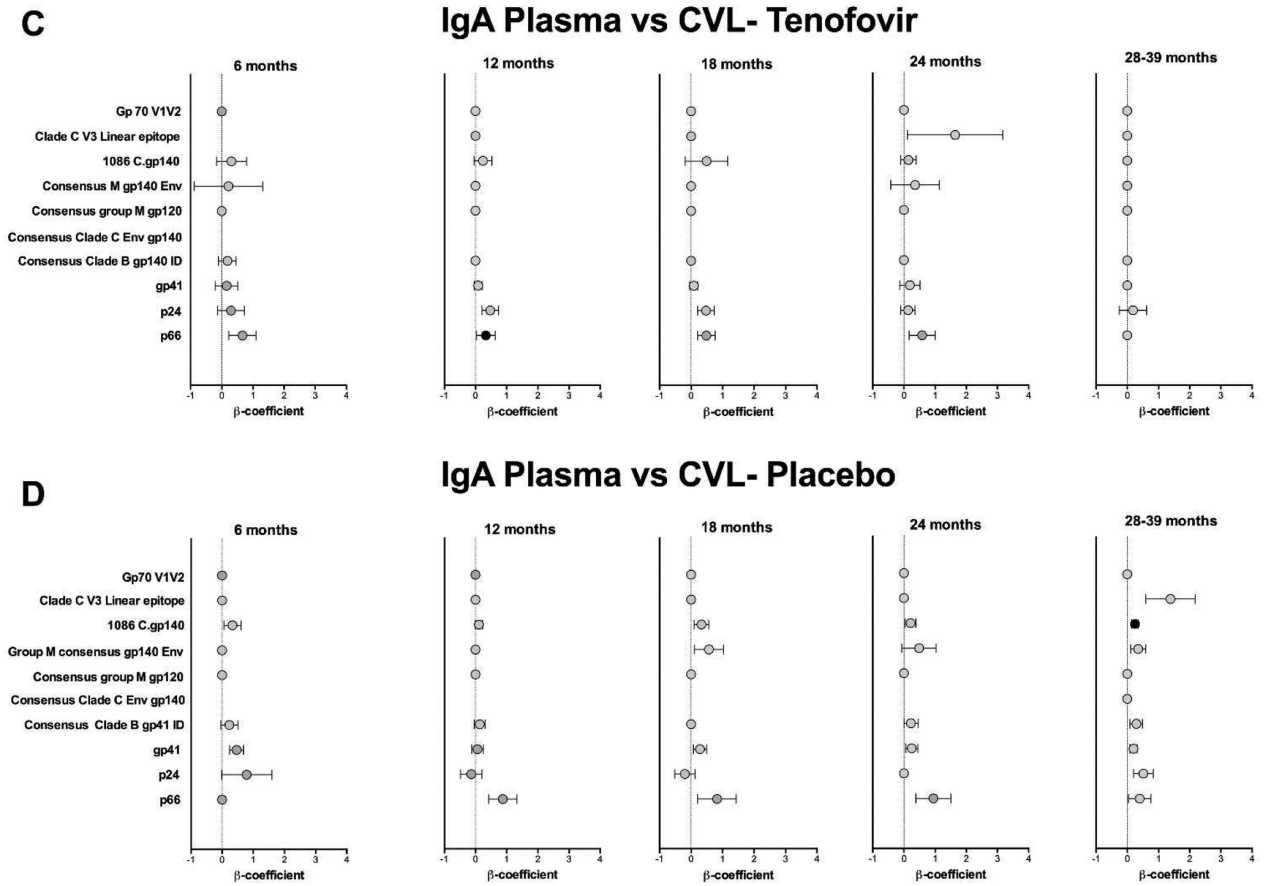 C
IgA Plasma vs CVL- Tenofovir
6 months
12 months
18 months
24 months
28-39 months
Gp 70 V1V2
Clade C V3 Linear epitope
1086 C.gp140
Consensus M gp140 Env
Consensus group M gp120
Consensus Clade C Env gp140
Consensus Clade B gp140 ID
gp41
p24
p66
-1 0 1 2 3 4
-1 0 1 2 3 4
-1 0 1 2 3 4
-1 0 1 2 3 4
-1 0 1 2 3 4
β-coefficient
β-coefficient
β-coefficient
β-coefficient
β-coefficient
D
IgA Plasma vs CVL- Placebo
6 months
12 months
18 months
24 months
28-39 months
Gp70 V1V2
Clade C V3 Linear epitope
1086 C.gp140
Group M consensus gp140 Env
Consensus group M gp120
Consensus Clade C Env gp140
Consensus Clade B gp41 ID
gp41
p24
p66
-1 0 1 2 3 4
-1 0 1 2 3 4
-1 0 1 2 3 4
-1 0 1 2 3 4
-1 0 1 2 3 4
β-coefficient
β-coefficient
β-coefficient
β-coefficient
β-coefficient